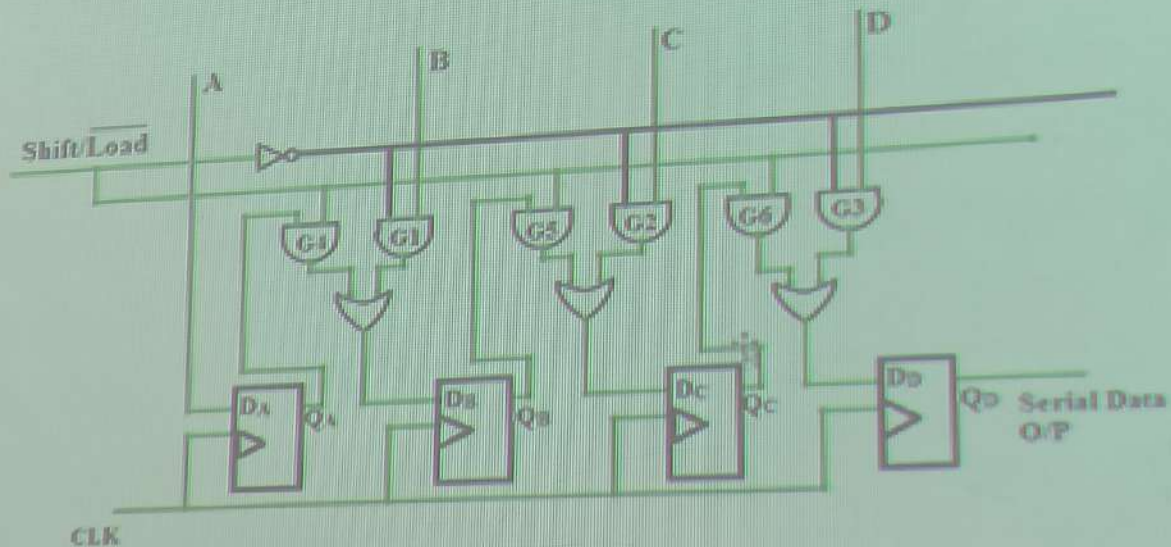 A
B
C
D
Shift/Load
G4
G1
G5
G2
G6
G3
DA
QA
DB
QB
DC
QC
DD
QD
Serial Data
O/P
CLK